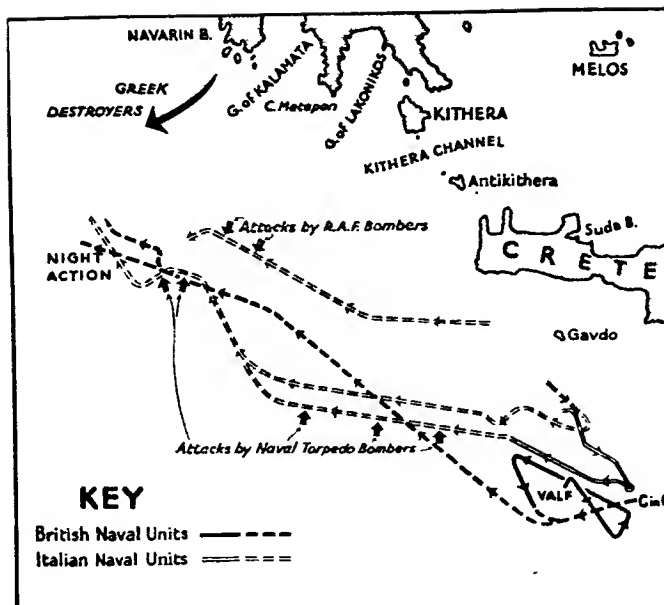 NAVARIN B.
GREEK
DESTROYERS
G. of KALAMATA
C. Matapan
G. of LAKONIKOS
MELOS
KITHERA
KITHERA CHANNEL
Antikithera
Attacks by R.A.F. Bombers
Suda B.
CRETE
NIGHT
ACTION
Gavdo
Attacks by Naval Torpedo Bombers
VALF
CinC
KEY
British Naval Units
Italian Naval Units